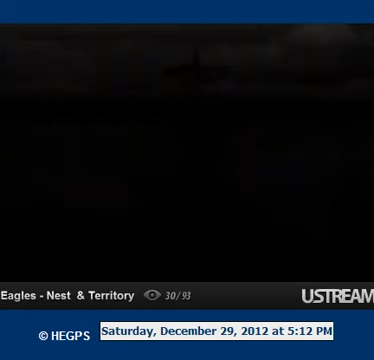 Eagles - Nest & Territory 30/93 USTREAM
© HEGPS Saturday, December 29, 2012 at 5:12 PM